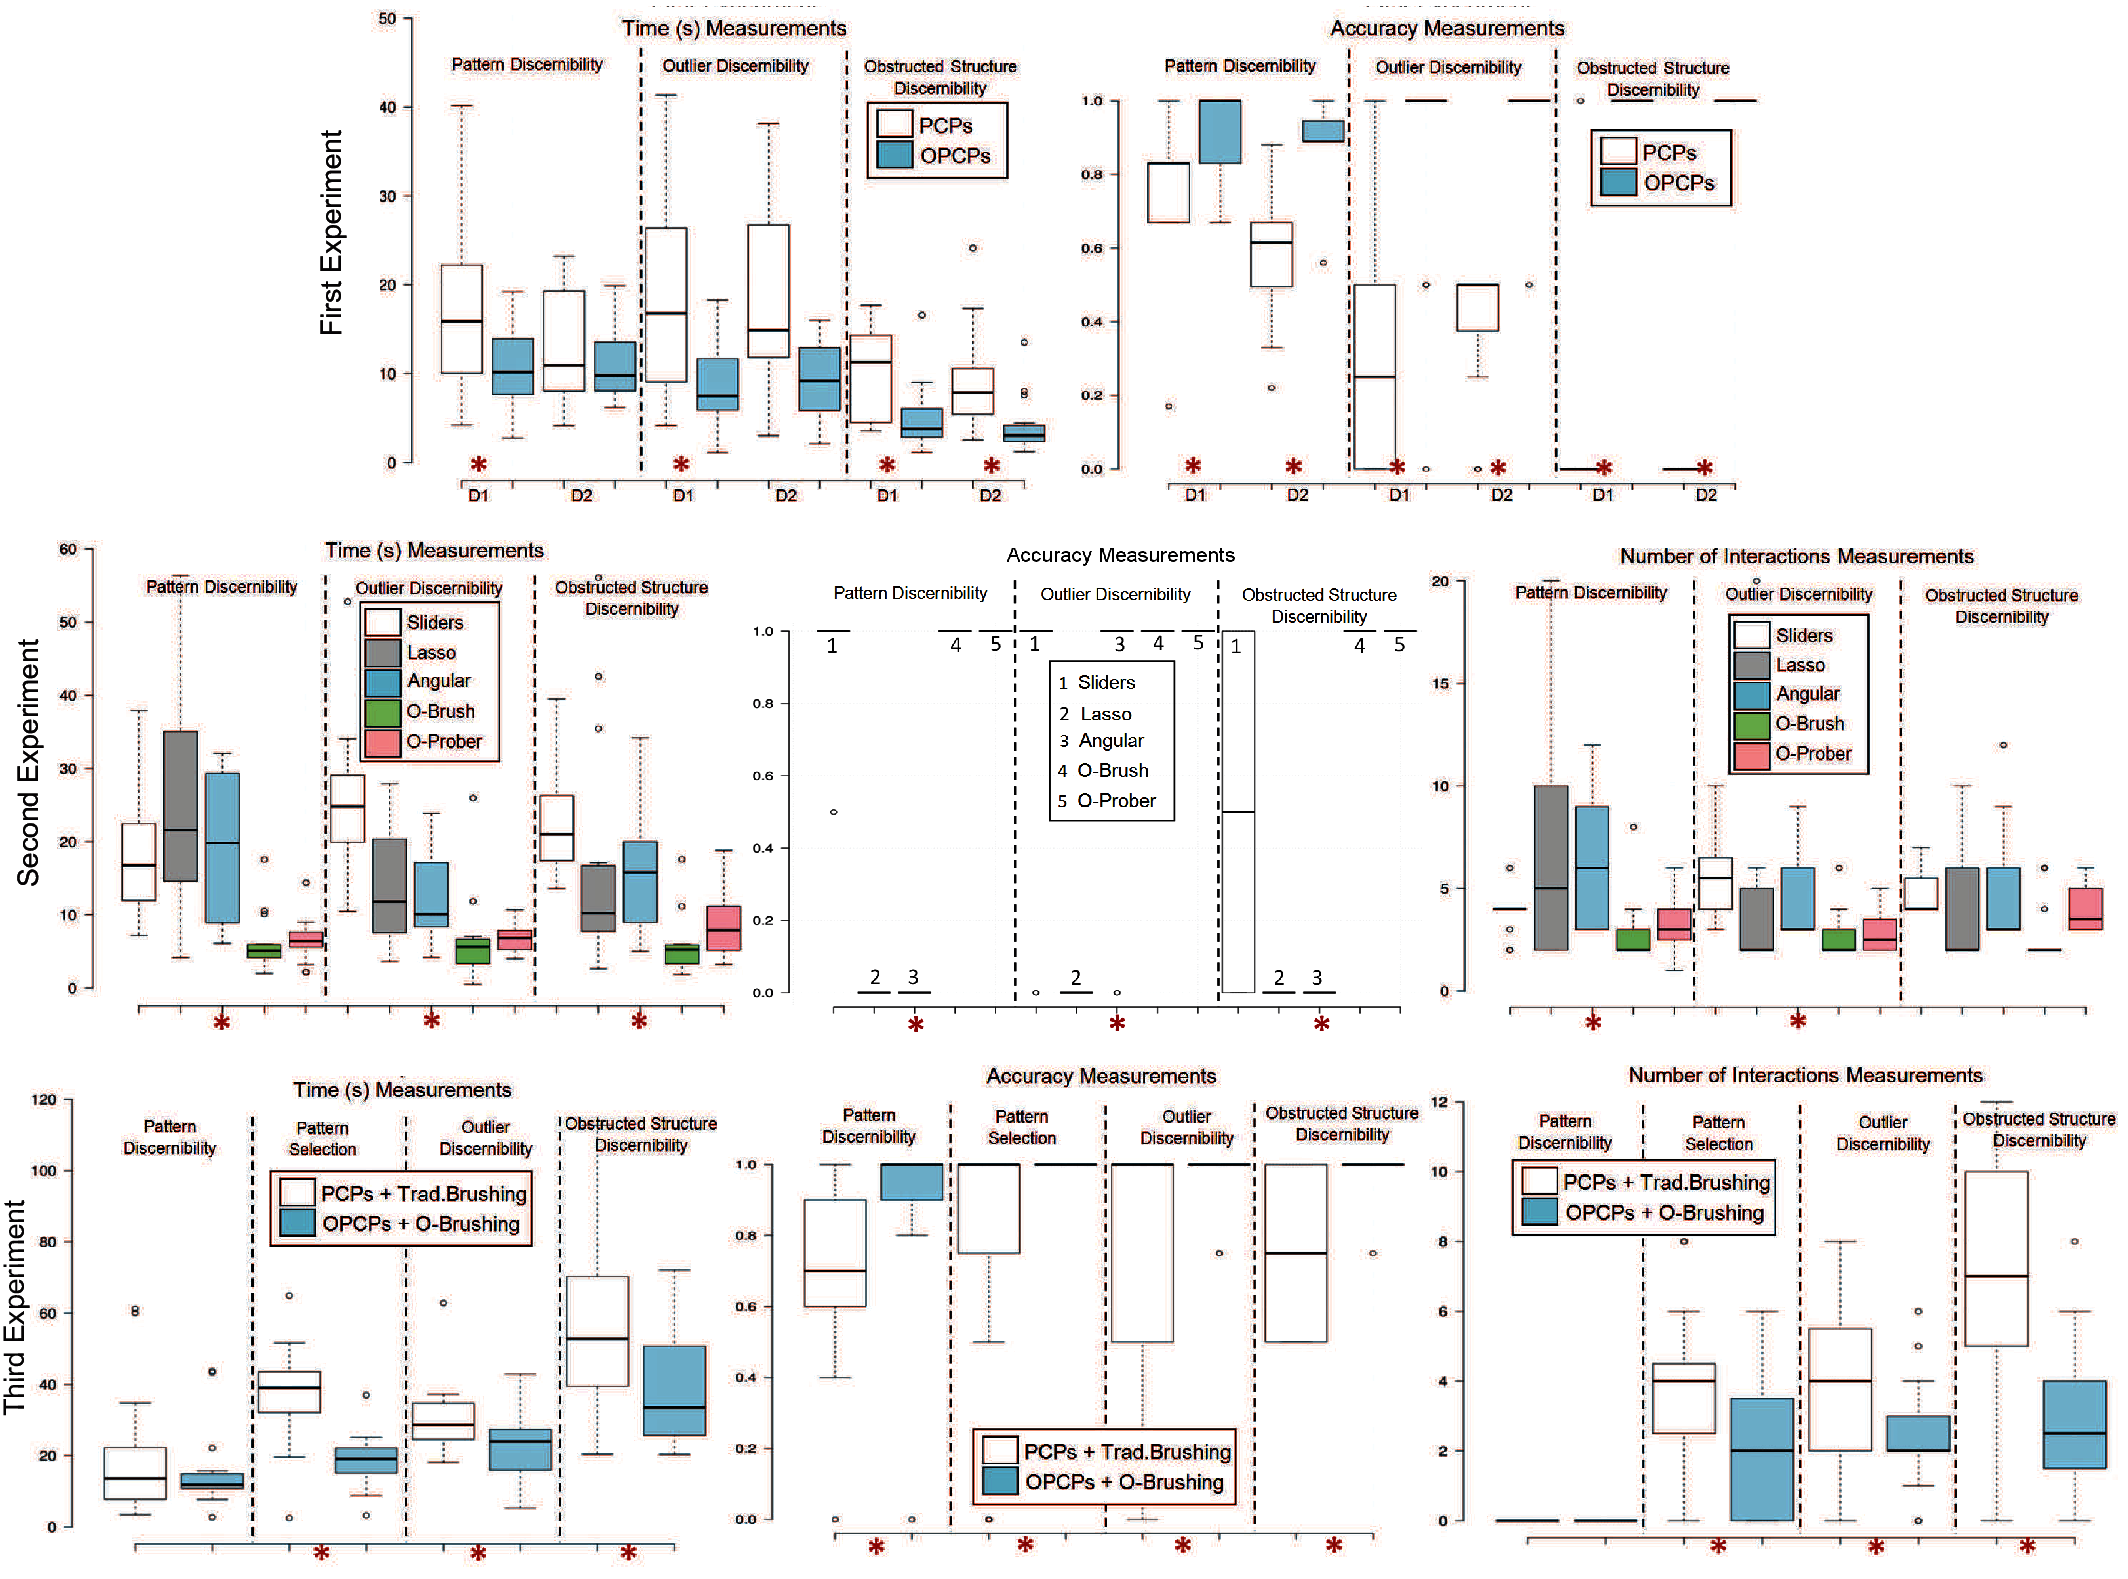 First Experiment
Time (s) Measurements
Pattern Discernibility
Outlier Discernibility
Obstructed Structure
Discernibility
PCPs
OPCPs
50
40
30
20
10
0
D1 D2 D1 D2 D1 D2
Accuracy Measurements
Pattern Discernibility
Outlier Discernibility
Obstructed Structure
Discernibility
PCPs
OPCPs
1.0
0.8
0.6
0.4
0.2
0.0
D1 D2 D1 D2 D1 D2
Second Experiment
Time (s) Measurements
Pattern Discernibility
Outlier Discernibility
Obstructed Structure
Discernibility
Sliders
Lasso
Angular
O-Brush
O-Prober
60
50
40
30
20
10
0
Accuracy Measurements
Pattern Discernibility
Outlier Discernibility
Obstructed Structure
Discernibility
1.0
0.8
0.6
0.4
0.2
0.0
1 4 5 1 3 4 5 1 4 5
1 Sliders
2 Lasso
3 Angular
4 O-Brush
5 O-Prober
2 3 2 2 3
Number of Interactions Measurements
Pattern Discernibility
Outlier Discernibility
Obstructed Structure
Discernibility
Sliders
Lasso
Angular
O-Brush
O-Prober
20
15
10
5
0
Third Experiment
Time (s) Measurements
Pattern
Discernibility
Pattern
Selection
Outlier
Discernibility
Obstructed Structure
Discernibility
PCPs + Trad.Brushing
OPCPs + O-Brushing
120
100
80
60
40
20
0
Accuracy Measurements
Pattern
Discernibility
Pattern
Selection
Outlier
Discernibility
Obstructed Structure
Discernibility
PCPs + Trad.Brushing
OPCPs + O-Brushing
1.0
0.8
0.6
0.4
0.2
0.0
Number of Interactions Measurements
Pattern
Discernibility
Pattern
Selection
Outlier
Discernibility
Obstructed Structure
Discernibility
PCPs + Trad.Brushing
OPCPs + O-Brushing
12
10
8
6
4
2
0